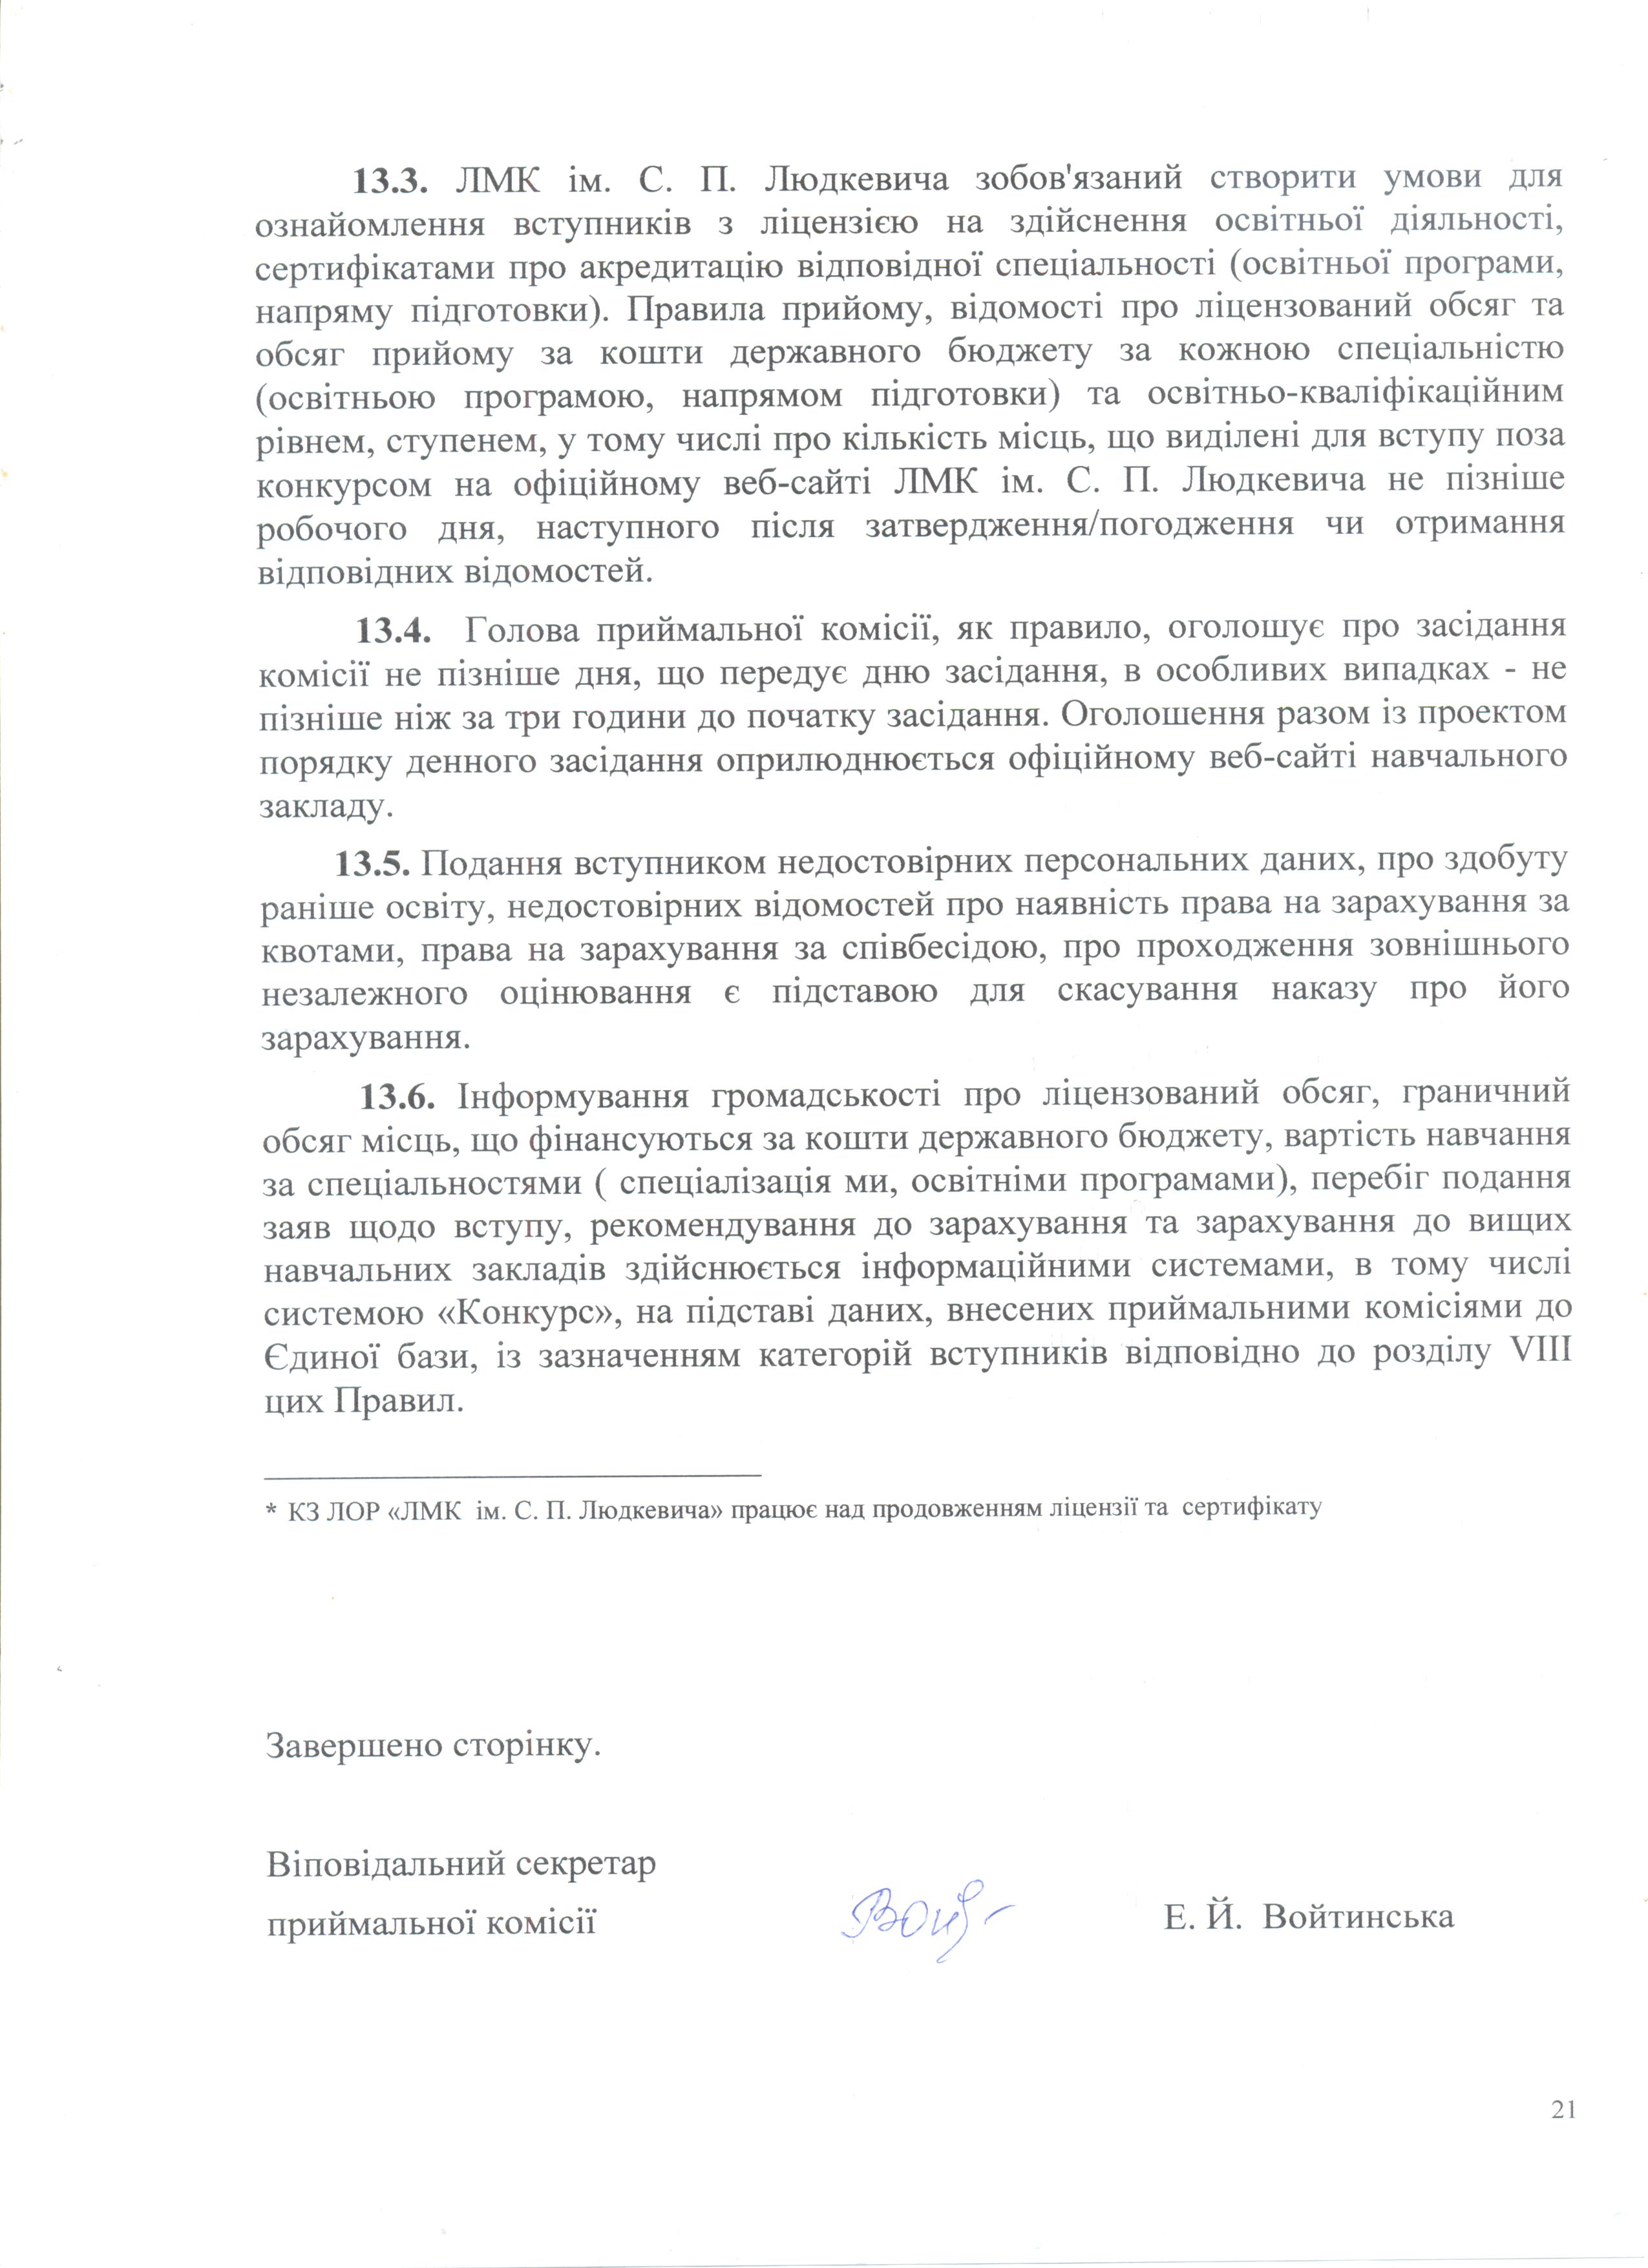 13.3. ЛМК ім. С. П. Людкевича зобов'язаний створити умови для
ознайомлення вступників з ліцензією на здійснення освітньої діяльності,
сертифікатами про акредитацію відповідної спеціальності (освітньої програми,
напряму підготовки). Правила прийому, відомості про ліцензований обсяг та
обсяг прийому за кошти державного бюджету за кожною спеціальністю
(освітньою програмою, напрямом підготовки) та освітньо-кваліфікаційним
рівнем, ступенем, у тому числі про кількість місць, що виділені для вступу поза
конкурсом на офіційному веб-сайті ЛМК ім. С. П. Людкевича не пізніше
робочого дня, наступного після затвердження/погодження чи отримання
відповідних відомостей.
13.4. Голова приймальної комісії, як правило, оголошує про засідання
комісії не пізніше дня, що передує дню засідання, в особливих випадках - не
пізніше ніж за три години до початку засідання. Оголошення разом із проектом
порядку денного засідання оприлюднюється офіційному веб-сайті навчального
закладу.
13.5. Подання вступником недостовірних персональних даних, про здобуту
раніше освіту, недостовірних відомостей про наявність права на зарахування за
квотами, права на зарахування за співбесідою, про проходження зовнішнього
незалежного оцінювання є підставою для скасування наказу про його
зарахування.
13.6. Інформування громадськості про ліцензований обсяг, граничний
обсяг місць, що фінансуються за кошти державного бюджету, вартість навчання
за спеціальностями ( спеціалізація ми, освітніми програмами), перебіг подання
заяв щодо вступу, рекомендування до зарахування та зарахування до вищих
навчальних закладів здійснюється інформаційними системами, в тому числі
системою «Конкурс», на підставі даних, внесених приймальними комісіями до
Єдиної бази, із зазначенням категорій вступників відповідно до розділу VIII
цих Правил.
* КЗ ЛОР «ЛМК ім. С. П. Людкевича» працює над продовженням ліцензії та сертифікату
Завершено сторінку.
Віповідальний секретар
приймальної комісії Е. Й. Войтинська
21